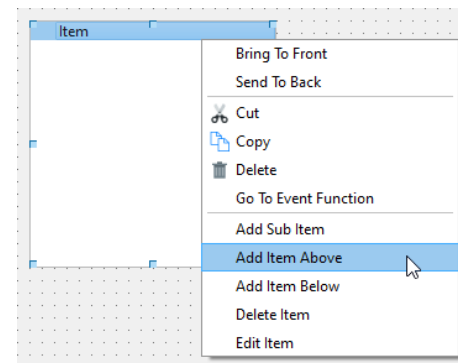 Item
Bring To Front
Send To Back
Cut
Copy
Delete
Go To Event Function
Add Sub Item
Add Item Above
Add Item Below
Delete Item
Edit Item